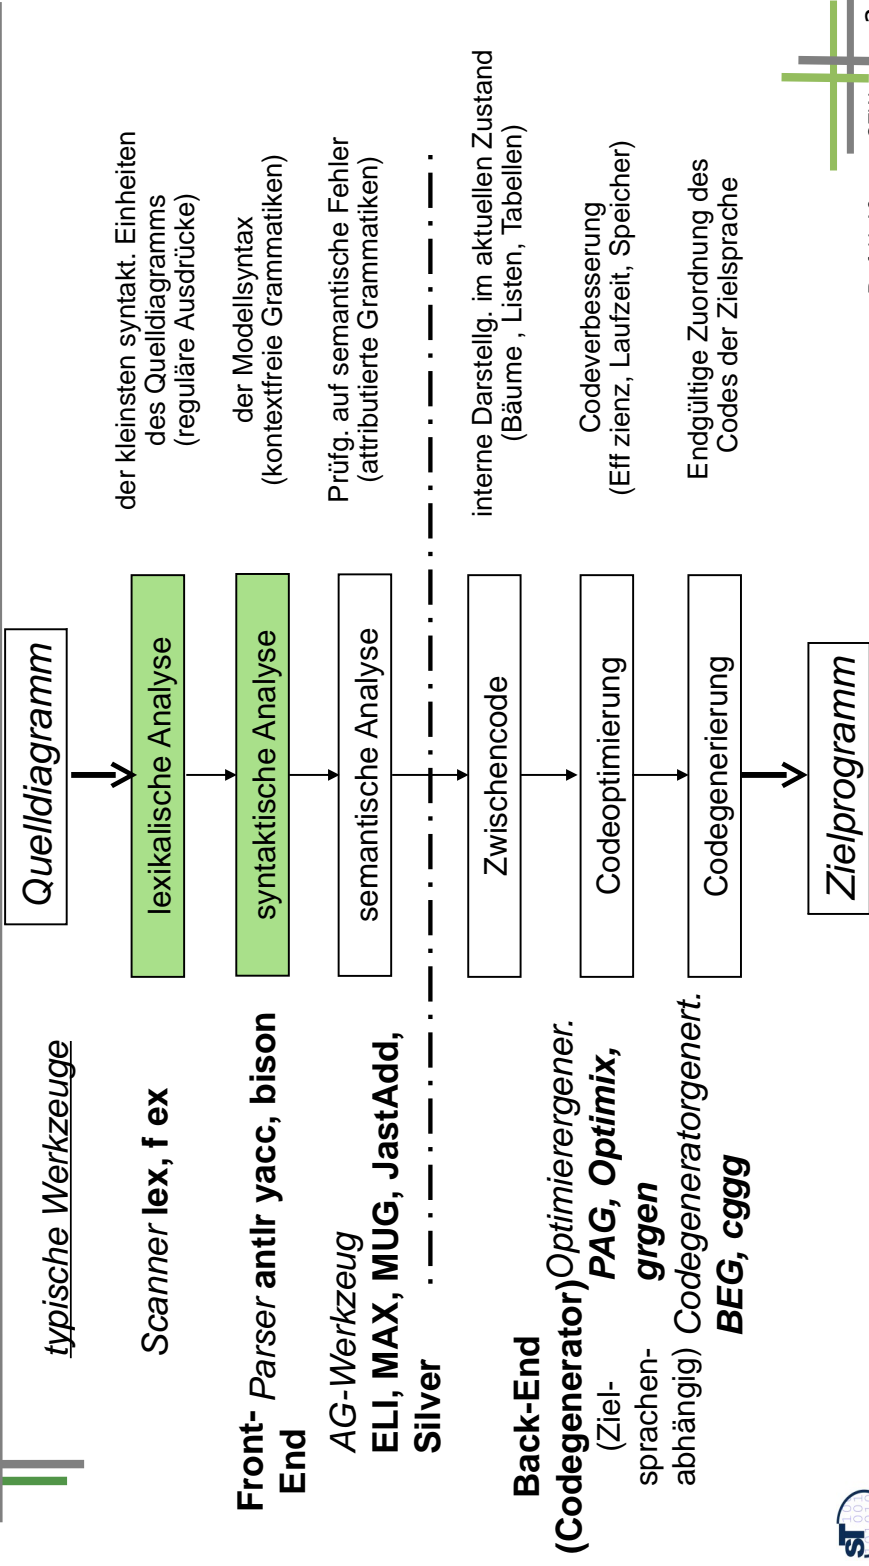 typische Werkzeuge
Quelldiagramm
Scanner lex, f ex
lexikalische Analyse
der kleinsten syntakt. Einheiten
des Quelldiagramms
(reguläre Ausdrücke)
Front-
End
Parser antlr yacc, bison
syntaktische Analyse
der Modellsyntax
(kontextfreie Grammatiken)
AG-Werkzeug
ELI, MAX, MUG, JastAdd,
Silver
semantische Analyse
Prüfg. auf semantische Fehler
(attributierte Grammatiken)
Back-End
(Codegenerator)
(Ziel-
sprachen-
abhängig)
Zwischencode
interne Darstellg. im aktuellen Zustand
(Bäume , Listen, Tabellen)
Optimierergener.
PAG, Optimix,
grgen
Codeoptimierung
Codeverbesserung
(Eff zienz, Laufzeit, Speicher)
Codegeneratorgenert.
BEG, cggg
Codegenerierung
Endgültige Zuordnung des
Codes der Zielsprache
Zielprogramm